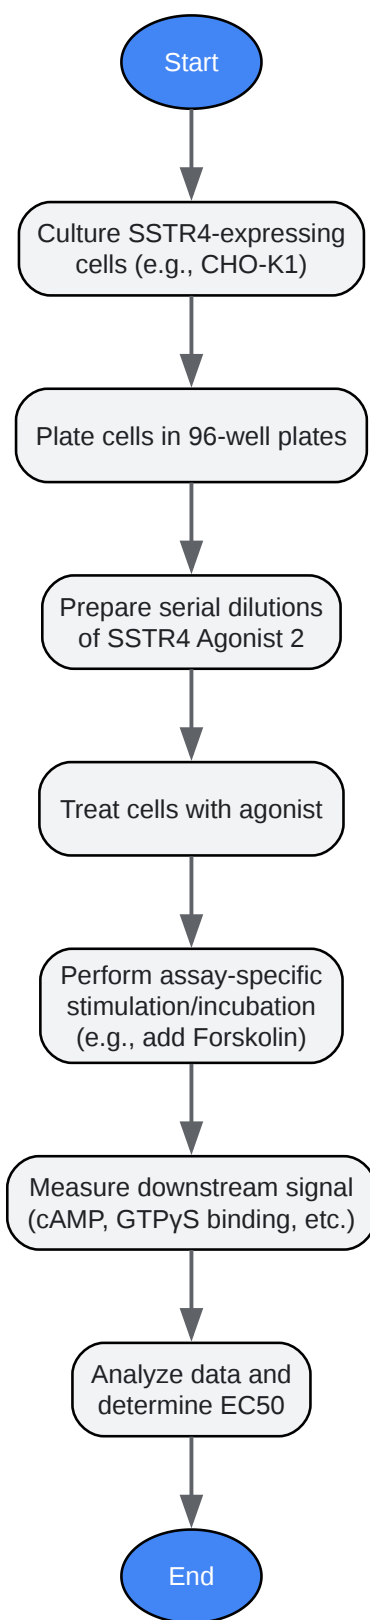 Start
Culture SSTR4-expressing
cells (e.g., CHO-K1)
Plate cells in 96-well plates
Prepare serial dilutions
of SSTR4 Agonist 2
Treat cells with agonist
Perform assay-specific
stimulation/incubation
(e.g., add Forskolin)
Measure downstream signal
(cAMP, GTPγS binding, etc.)
Analyze data and
determine EC50
End